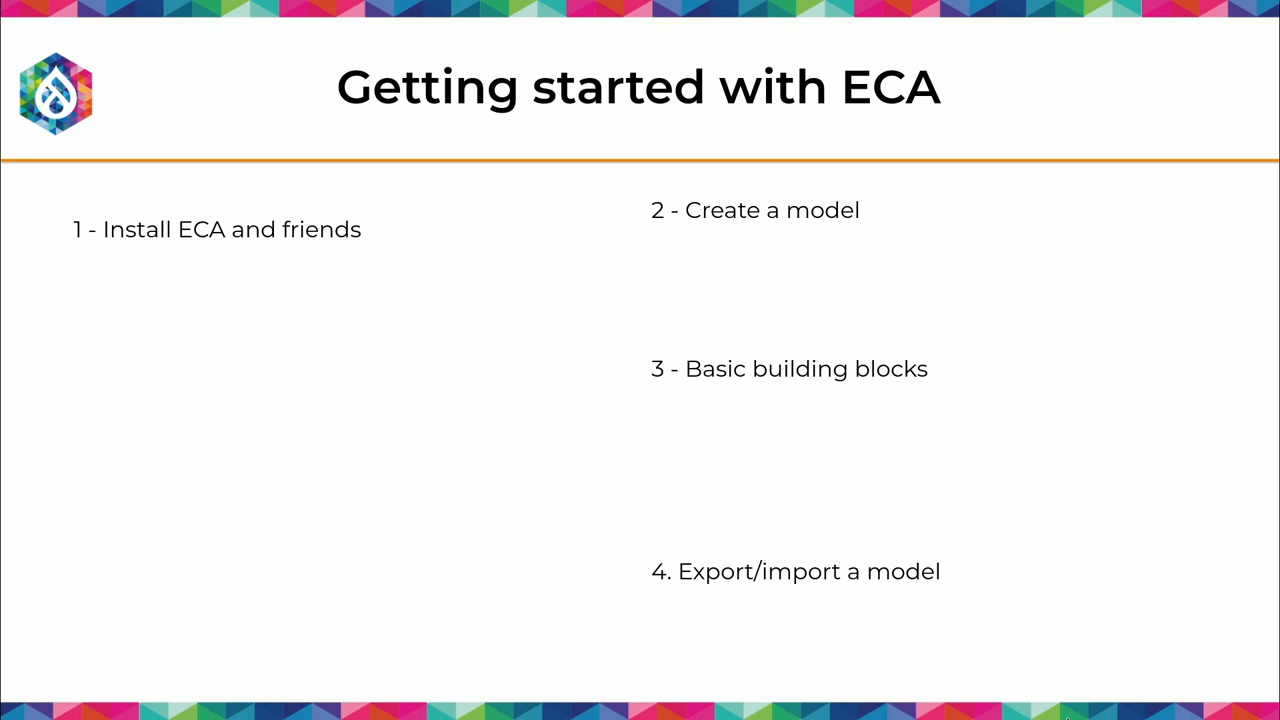 Getting started with ECA
1 - Install ECA and friends
2 - Create a model
3 - Basic building blocks
4. Export/import a model